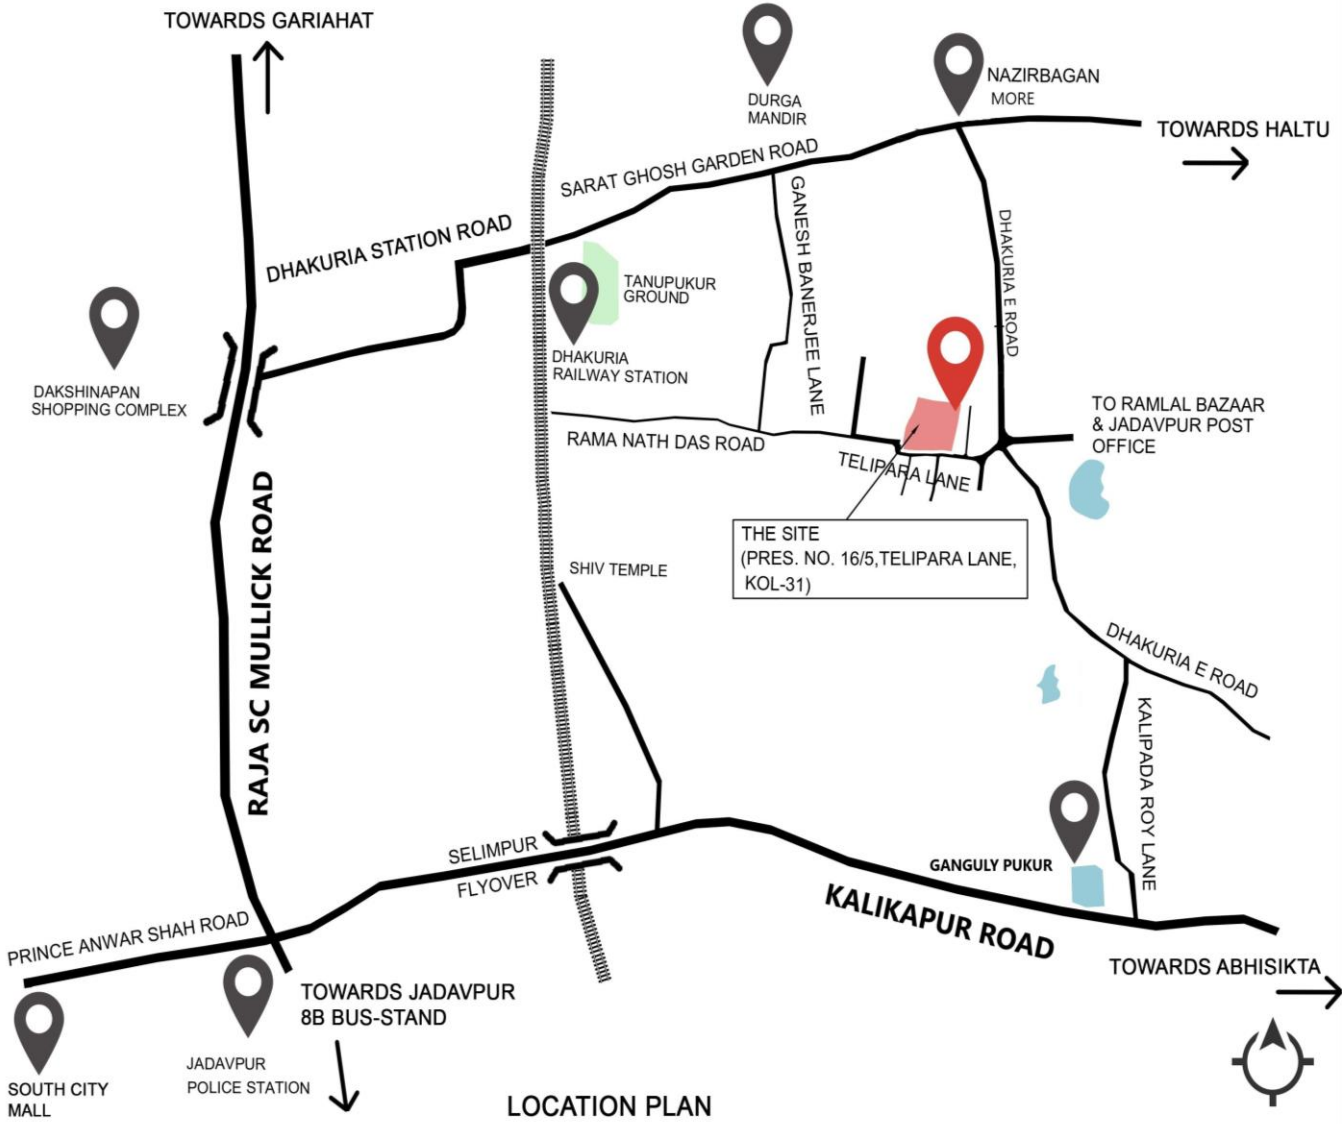 TOWARDS GARIAHAT
DURGA
MANDIR
NAZIRBAGAN
MORE
TOWARDS HALTU
SARAT GHOSH GARDEN ROAD
DHAKURIA STATION ROAD
GANESH BANERJEE LANE
DHAKURIA E ROAD
TANUPUKUR
GROUND
DHAKURIA
RAILWAY STATION
DAKSHINAPAN
SHOPPING COMPLEX
TO RAMLAL BAZAAR
& JADAVPUR POST
OFFICE
RAMA NATH DAS ROAD
TELIPARA LANE
RAJA SC MULLICK ROAD
THE SITE
(PRES. NO. 16/5,TELIPARA LANE,
KOL-31)
SHIV TEMPLE
DHAKURIA E ROAD
KALIPADA ROY LANE
SELIMPUR
FLYOVER
GANGULY PUKUR
KALIKAPUR ROAD
PRINCE ANWAR SHAH ROAD
TOWARDS ABHISIKTA
TOWARDS JADAVPUR
8B BUS-STAND
JADAVPUR
POLICE STATION
SOUTH CITY
MALL
LOCATION PLAN